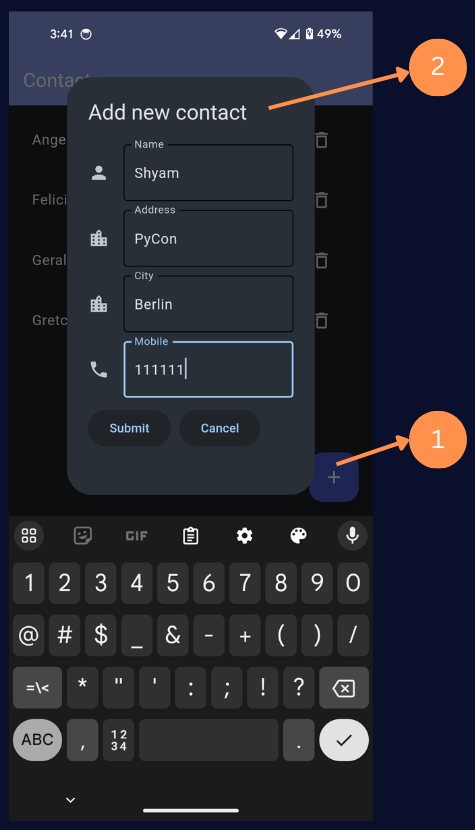 3:41
49%
2
Contacts
Add new contact
Name
Shyam
Address
PyCon
City
Berlin
Mobile
111111
Submit Cancel
Ange
Felici
Geral
Gretc
1
+
GIF
1 2 3 4 5 6 7 8 9 0
@ # $ _ & - + ( ) /
=\< * " ' : ; ! ?
ABC , 12 34 .